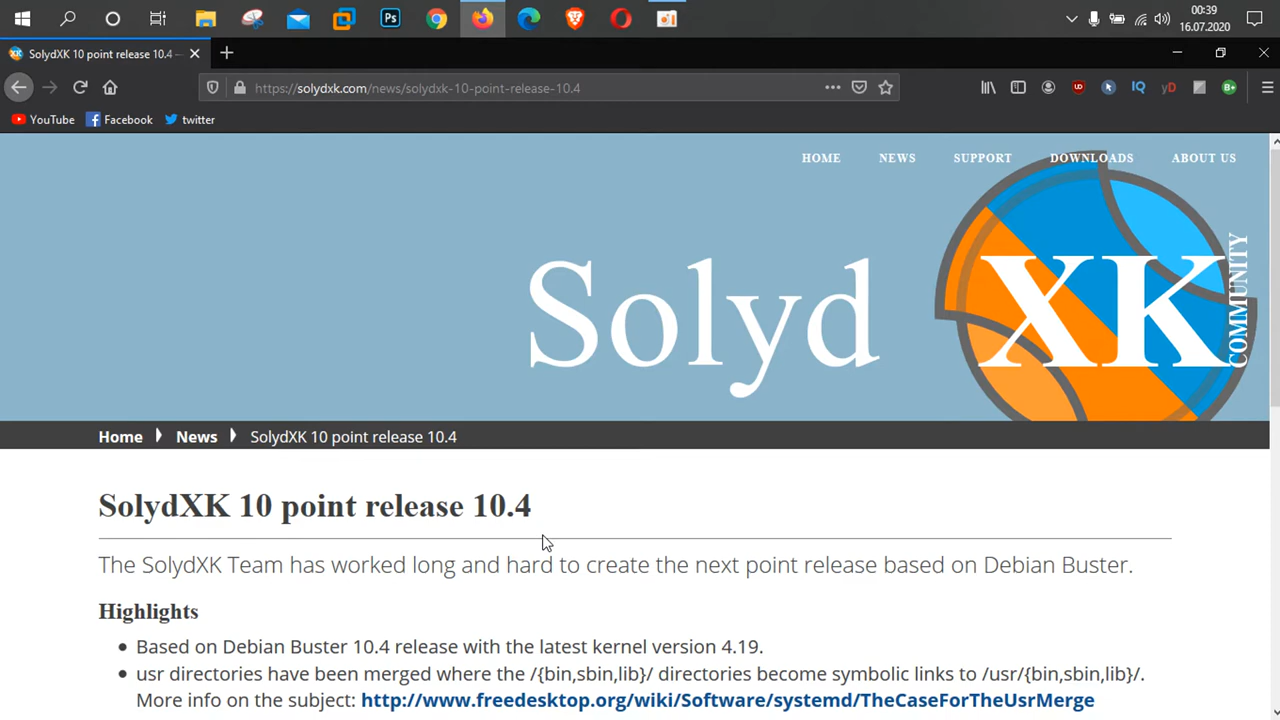 00:39
16.07.2020
SolydXK 10 point release 10.4 —
https://solydxk.com/news/solydxk-10-point-release-10.4
YouTube Facebook twitter
HOME NEWS SUPPORT DOWNLOADS ABOUT US
Solyd XK COMMUNITY
Home News SolydXK 10 point release 10.4
SolydXK 10 point release 10.4
The SolydXK Team has worked long and hard to create the next point release based on Debian Buster.
Highlights
Based on Debian Buster 10.4 release with the latest kernel version 4.19.
usr directories have been merged where the /{bin,sbin,lib}/ directories become symbolic links to /usr/{bin,sbin,lib}/.
More info on the subject: http://www.freedesktop.org/wiki/Software/systemd/TheCaseForTheUsrMerge